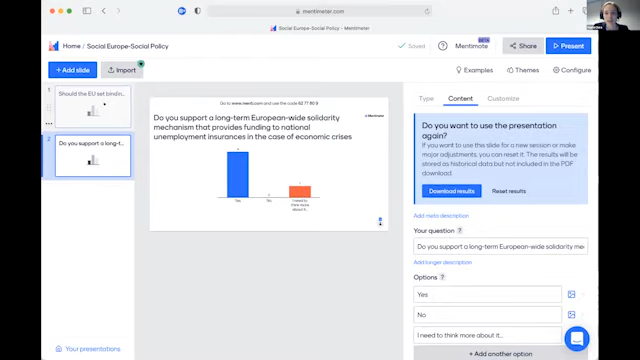 mentimeter.com
Social Europe-Social Policy - Mentimeter
Home / Social Europe-Social Policy
Saved
Mentimote
BETA
Share
Present
+ Add slide
Import
Examples
Themes
Configure
1
Should the EU set bindin...
2
Do you support a long-t...
Go to www.menti.com and use the code 62 77 80 9
Mentimeter
Do you support a long-term European-wide solidarity
mechanism that provides funding to national
unemployment insurances in the case of economic crises
Yes
No
I need to
think more
about it...
Type
Content
Customize
Do you want to use the presentation
again?
If you want to use this slide for a new session or make
major adjustments, you can reset it. The results will be
stored as historical data but not included in the PDF
download.
Download results
Reset results
Add meta description
Your question ?
Do you support a long-term European-wide solidarity me
Add longer description
Options ?
Yes
No
I need to think more about it...
+ Add another option
Your presentations